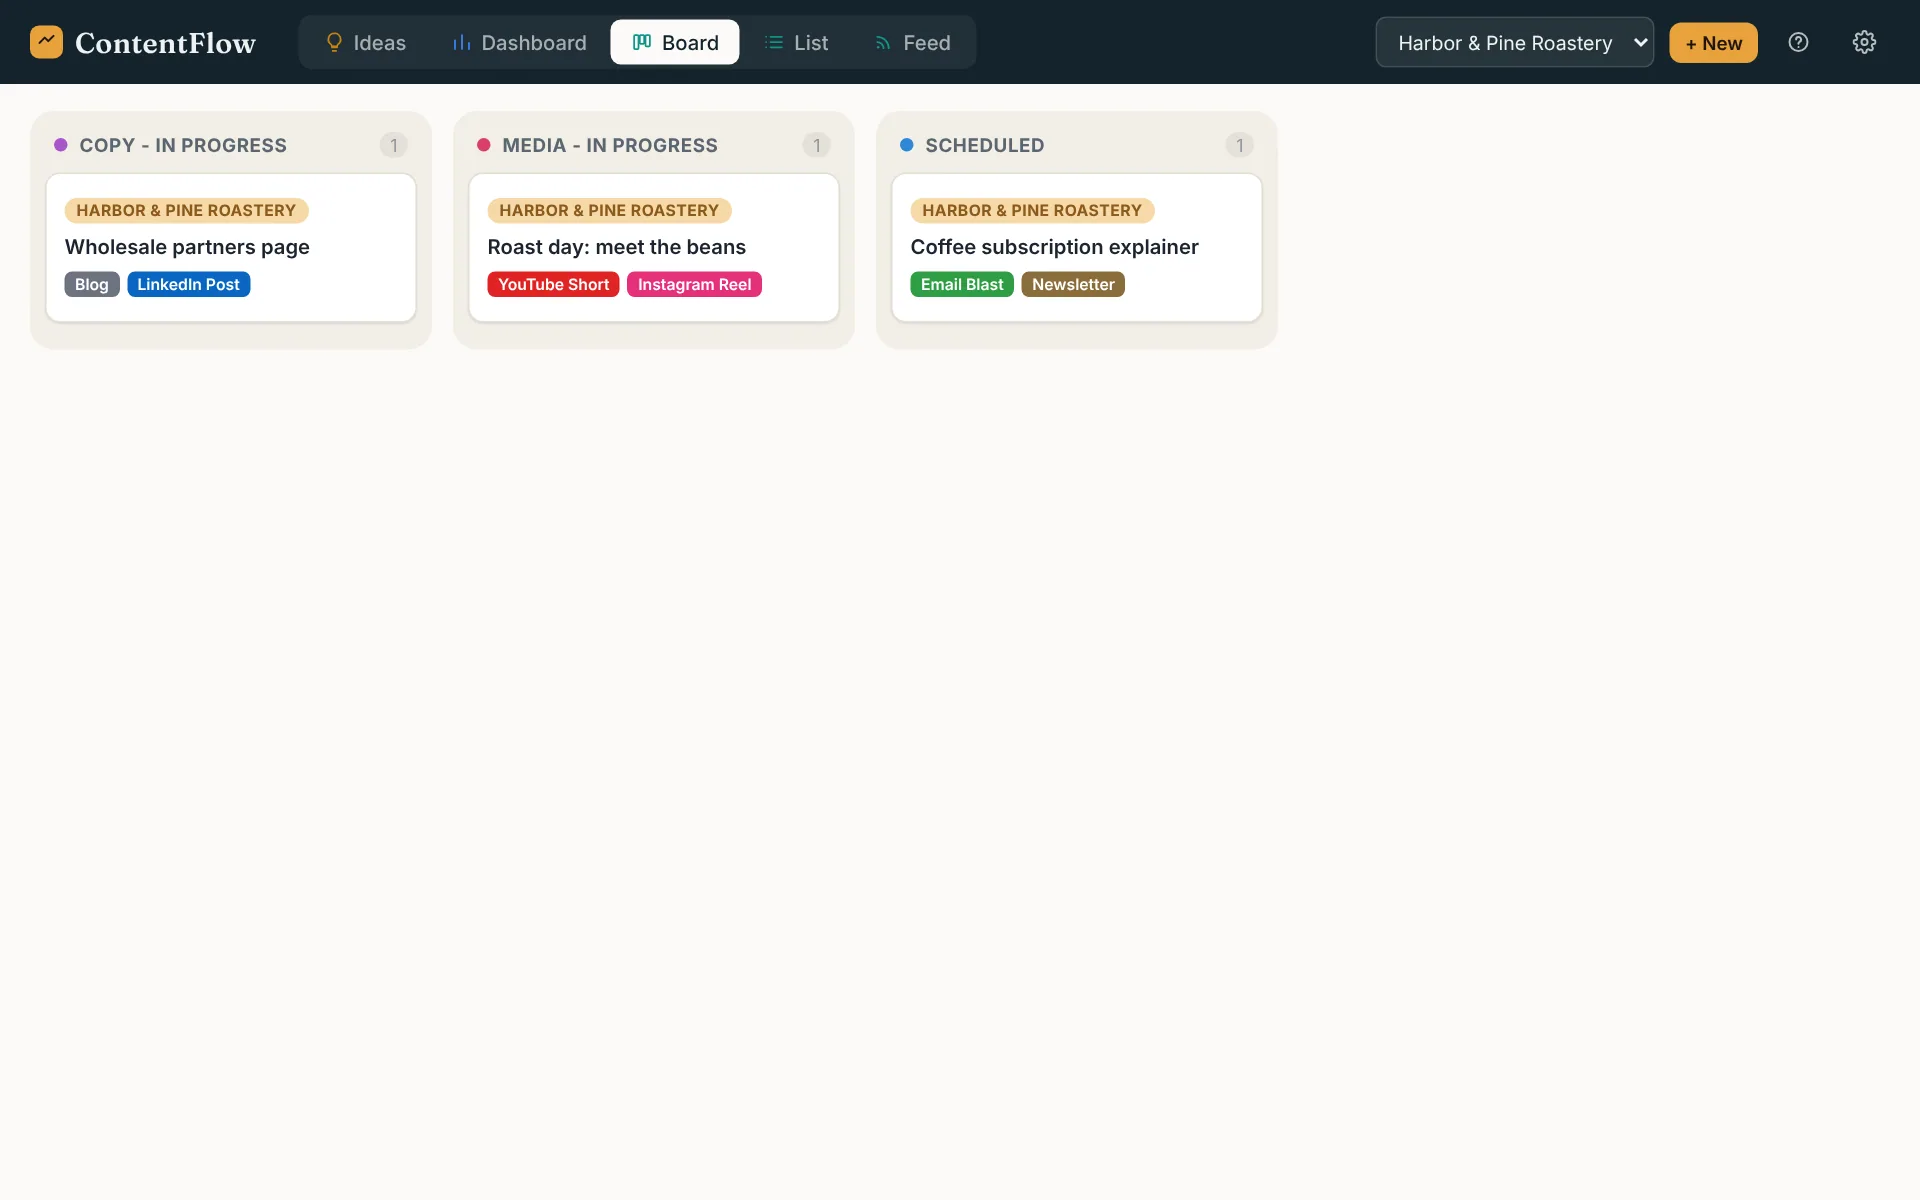 ContentFlow
Ideas
Dashboard
Board
List
Feed
Harbor & Pine Roastery
+ New
COPY - IN PROGRESS 1
HARBOR & PINE ROASTERY
Wholesale partners page
Blog LinkedIn Post
MEDIA - IN PROGRESS 1
HARBOR & PINE ROASTERY
Roast day: meet the beans
YouTube Short Instagram Reel
SCHEDULED 1
HARBOR & PINE ROASTERY
Coffee subscription explainer
Email Blast Newsletter